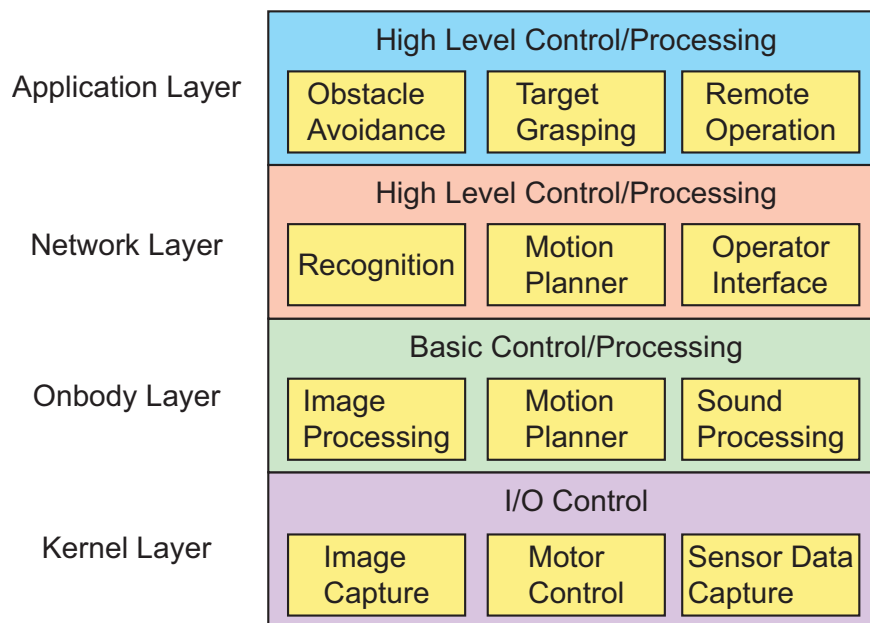 High Level Control/Processing
Application Layer
Obstacle
Avoidance
Target
Grasping
Remote
Operation
High Level Control/Processing
Network Layer
Recognition
Motion
Planner
Operator
Interface
Basic Control/Processing
Onbody Layer
Image
Processing
Motion
Planner
Sound
Processing
I/O Control
Kernel Layer
Image
Capture
Motor
Control
Sensor Data
Capture